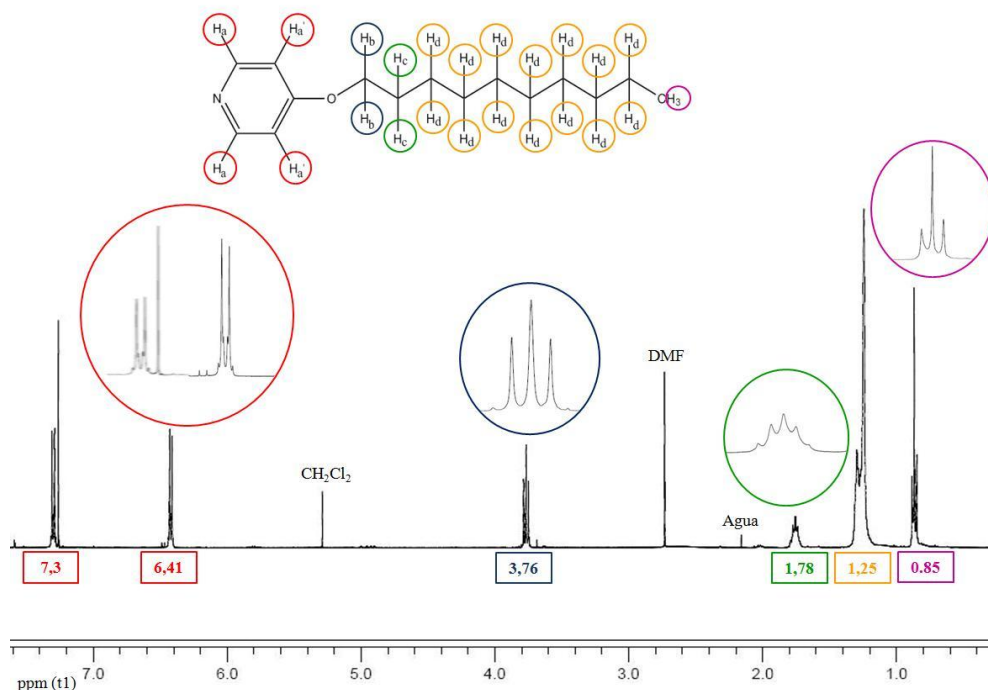 Ha Ha' Hb Hd Hd Hd Hd
Hc Hd Hd Hd
N O OH3
Hb Hd Hd Hd Hd
Hc Hd Hd Hd
Ha Ha'
DMF
CH2Cl2
Agua
7,3 6,41 3,76 1,78 1,25 0.85
7.0 6.0 5.0 4.0 3.0 2.0 1.0
ppm (t1)